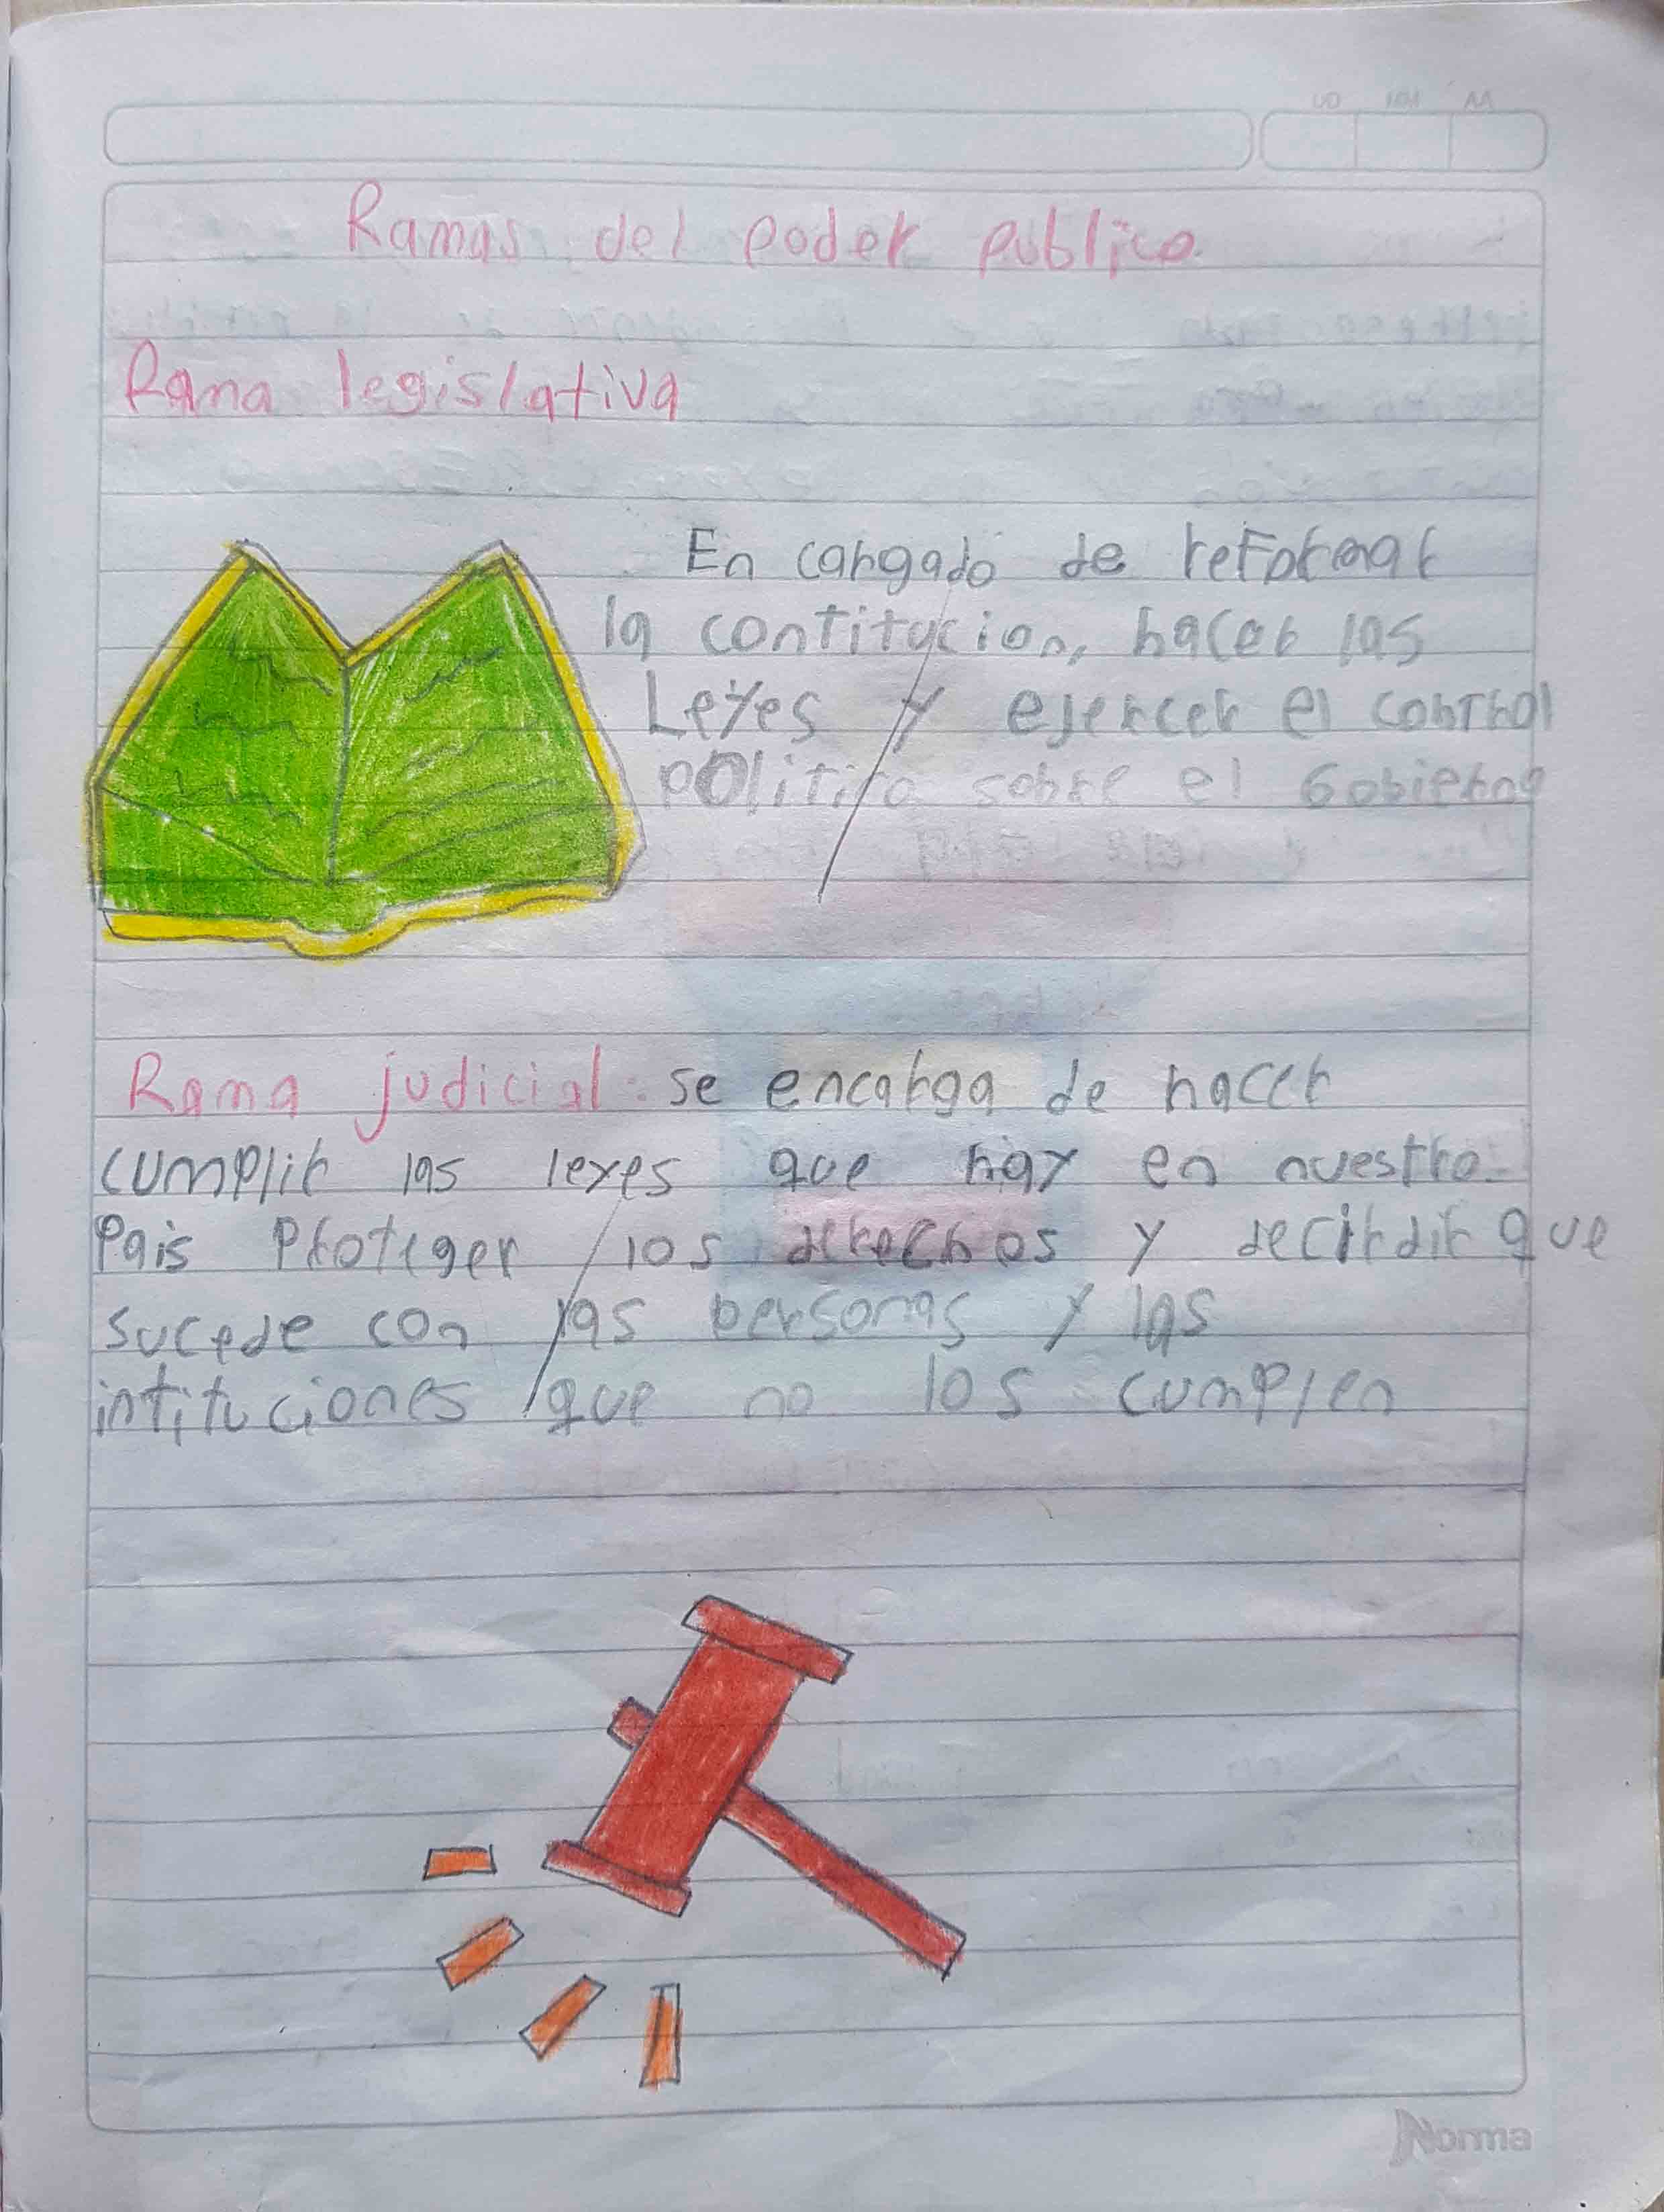 UD MM AA
Ramas del poder publico.
Rama legislativa
En cargado de reformar
la contitucion, hacer las
Leyes y ejercer el control
politico sobre el Gobierno
Rama judicial: se encarga de hacer
cumplir las leyes que hay en nuestro.
Pais Proteger los derechos y decirdir que
sucede con las personas y las
intituciones que no los cumplen
Norma